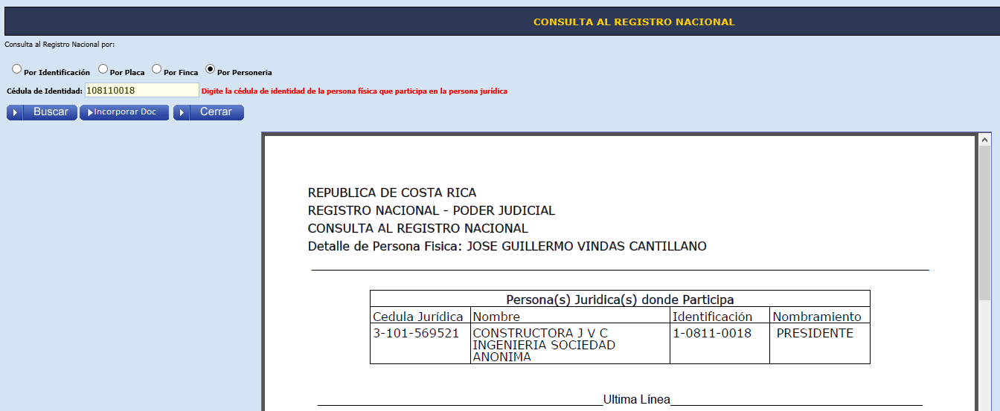 CONSULTA AL REGISTRO NACIONAL
Consulta al Registro Nacional por:
Por Identificación Por Placa Por Finca Por Personeria
Cédula de Identidad: 108110018 Digite la cédula de identidad de la persona física que participa en la persona jurídica
Buscar Incorporar Doc Cerrar
REPUBLICA DE COSTA RICA
REGISTRO NACIONAL - PODER JUDICIAL
CONSULTA AL REGISTRO NACIONAL
Detalle de Persona Fisica: JOSE GUILLERMO VINDAS CANTILLANO
Persona(s) Juridica(s) donde Participa
Cedula Jurídica Nombre Identificación Nombramiento
3-101-569521 CONSTRUCTORA J V C 1-0811-0018 PRESIDENTE
INGENIERIA SOCIEDAD
ANONIMA
Ultima Línea